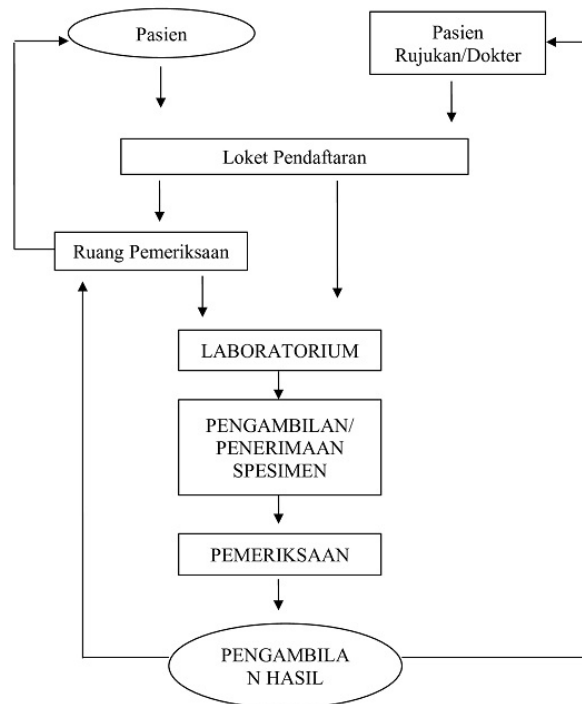 Pasien
Pasien
Rujukan/Dokter
Loket Pendaftaran
Ruang Pemeriksaan
LABORATORIUM
PENGAMBILAN/
PENERIMAAN
SPESIMEN
PEMERIKSAAN
PENGAMBILA
N HASIL